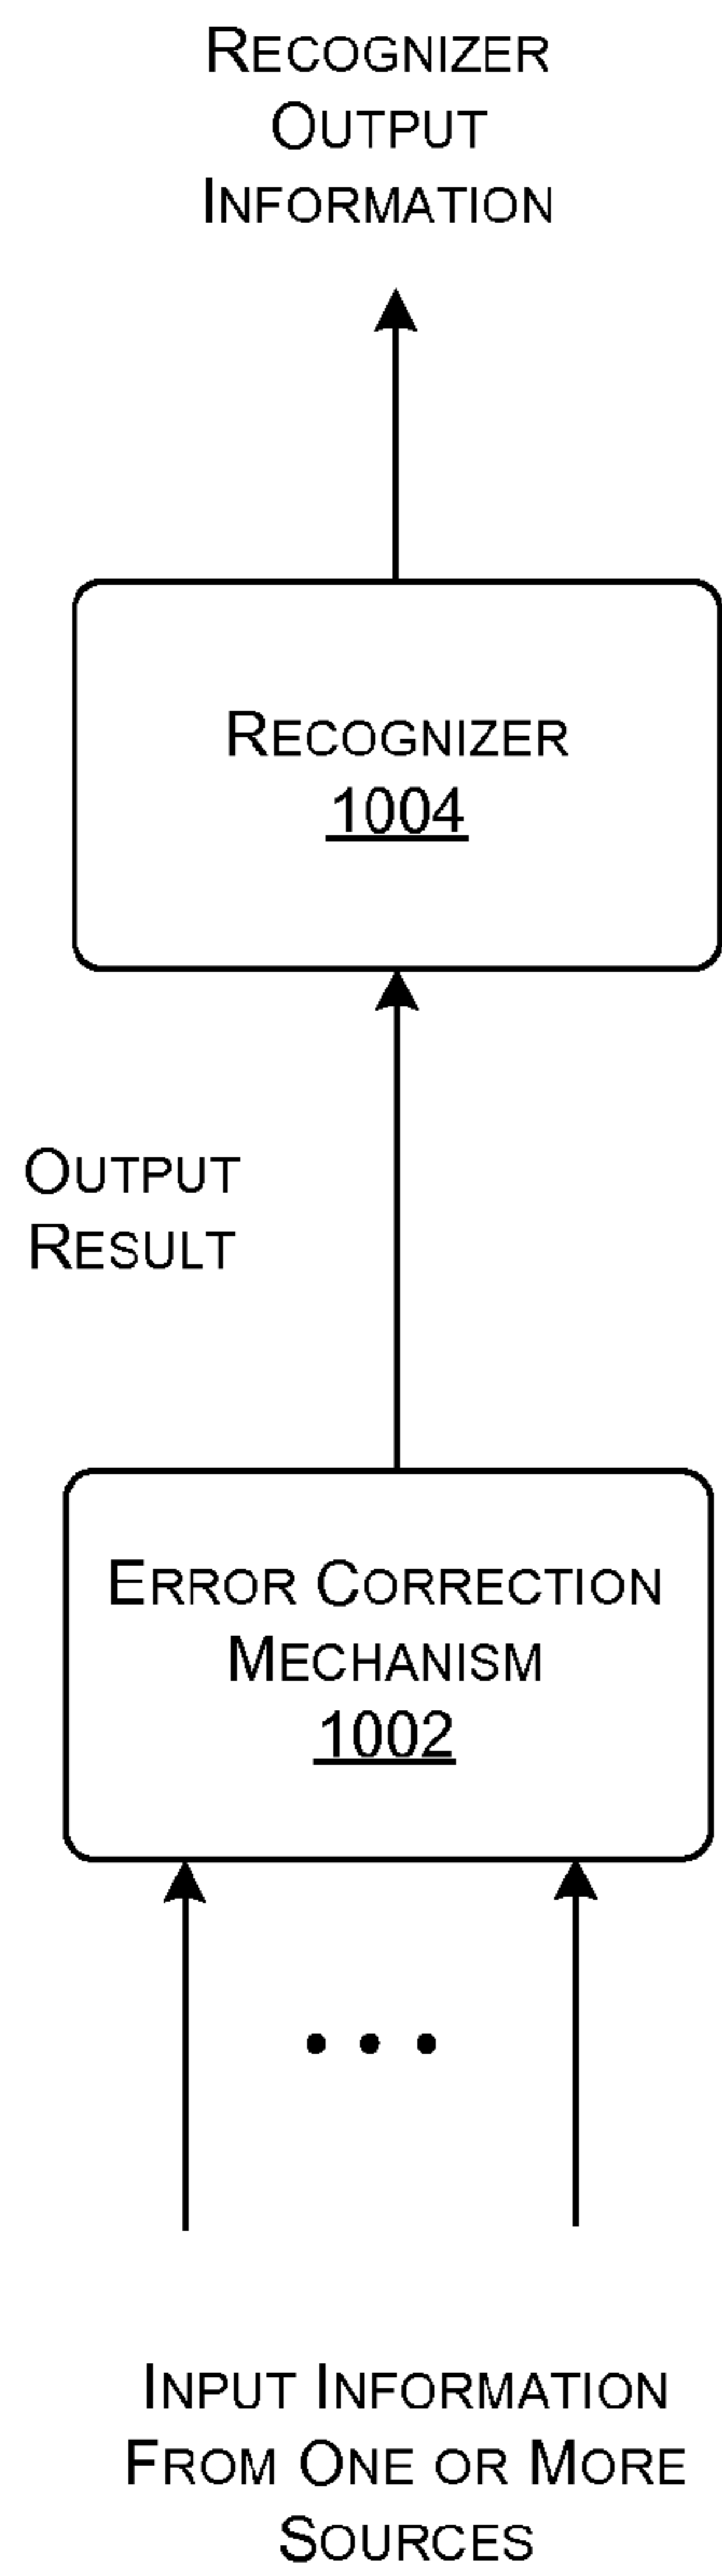 RECOGNIZER
OUTPUT
INFORMATION
RECOGNIZER
1004
OUTPUT
RESULT
ERROR CORRECTION
MECHANISM
1002
INPUT INFORMATION
FROM ONE OR MORE
SOURCES